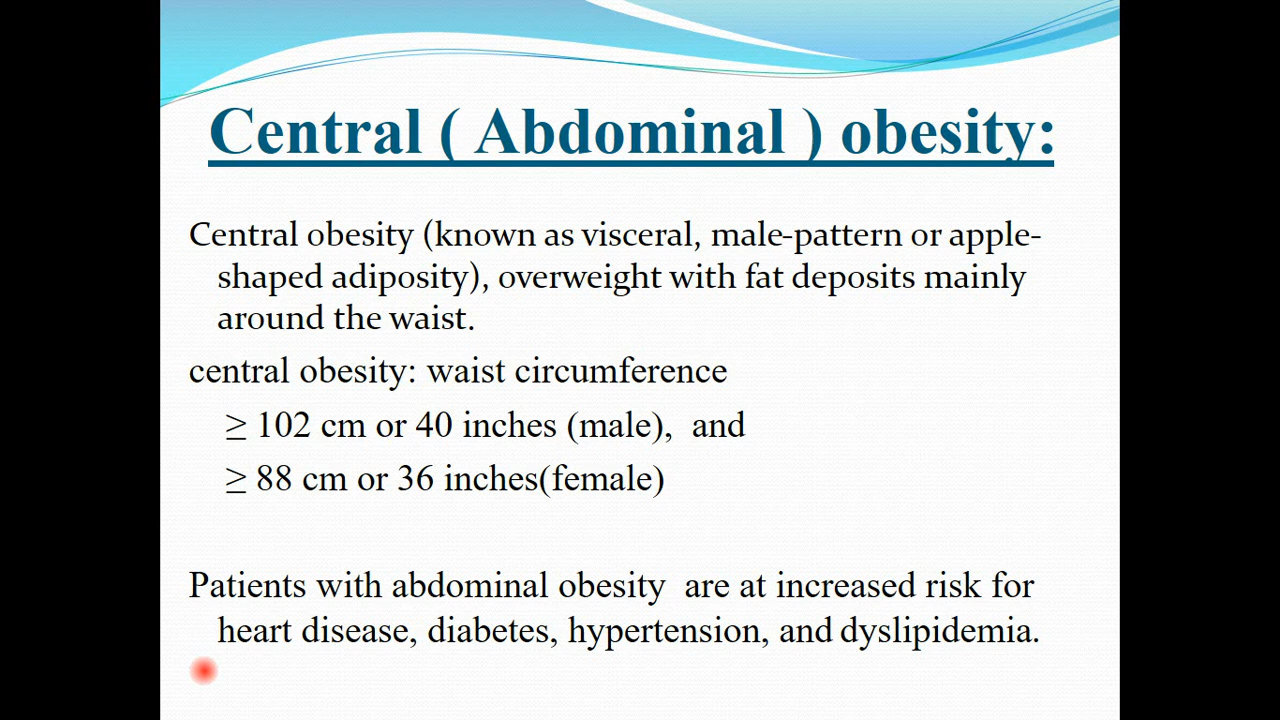 Central ( Abdominal ) obesity:
Central obesity (known as visceral, male-pattern or apple-
shaped adiposity), overweight with fat deposits mainly
around the waist.
central obesity: waist circumference
≥ 102 cm or 40 inches (male),  and
≥ 88 cm or 36 inches(female)
Patients with abdominal obesity  are at increased risk for
heart disease, diabetes, hypertension, and dyslipidemia.